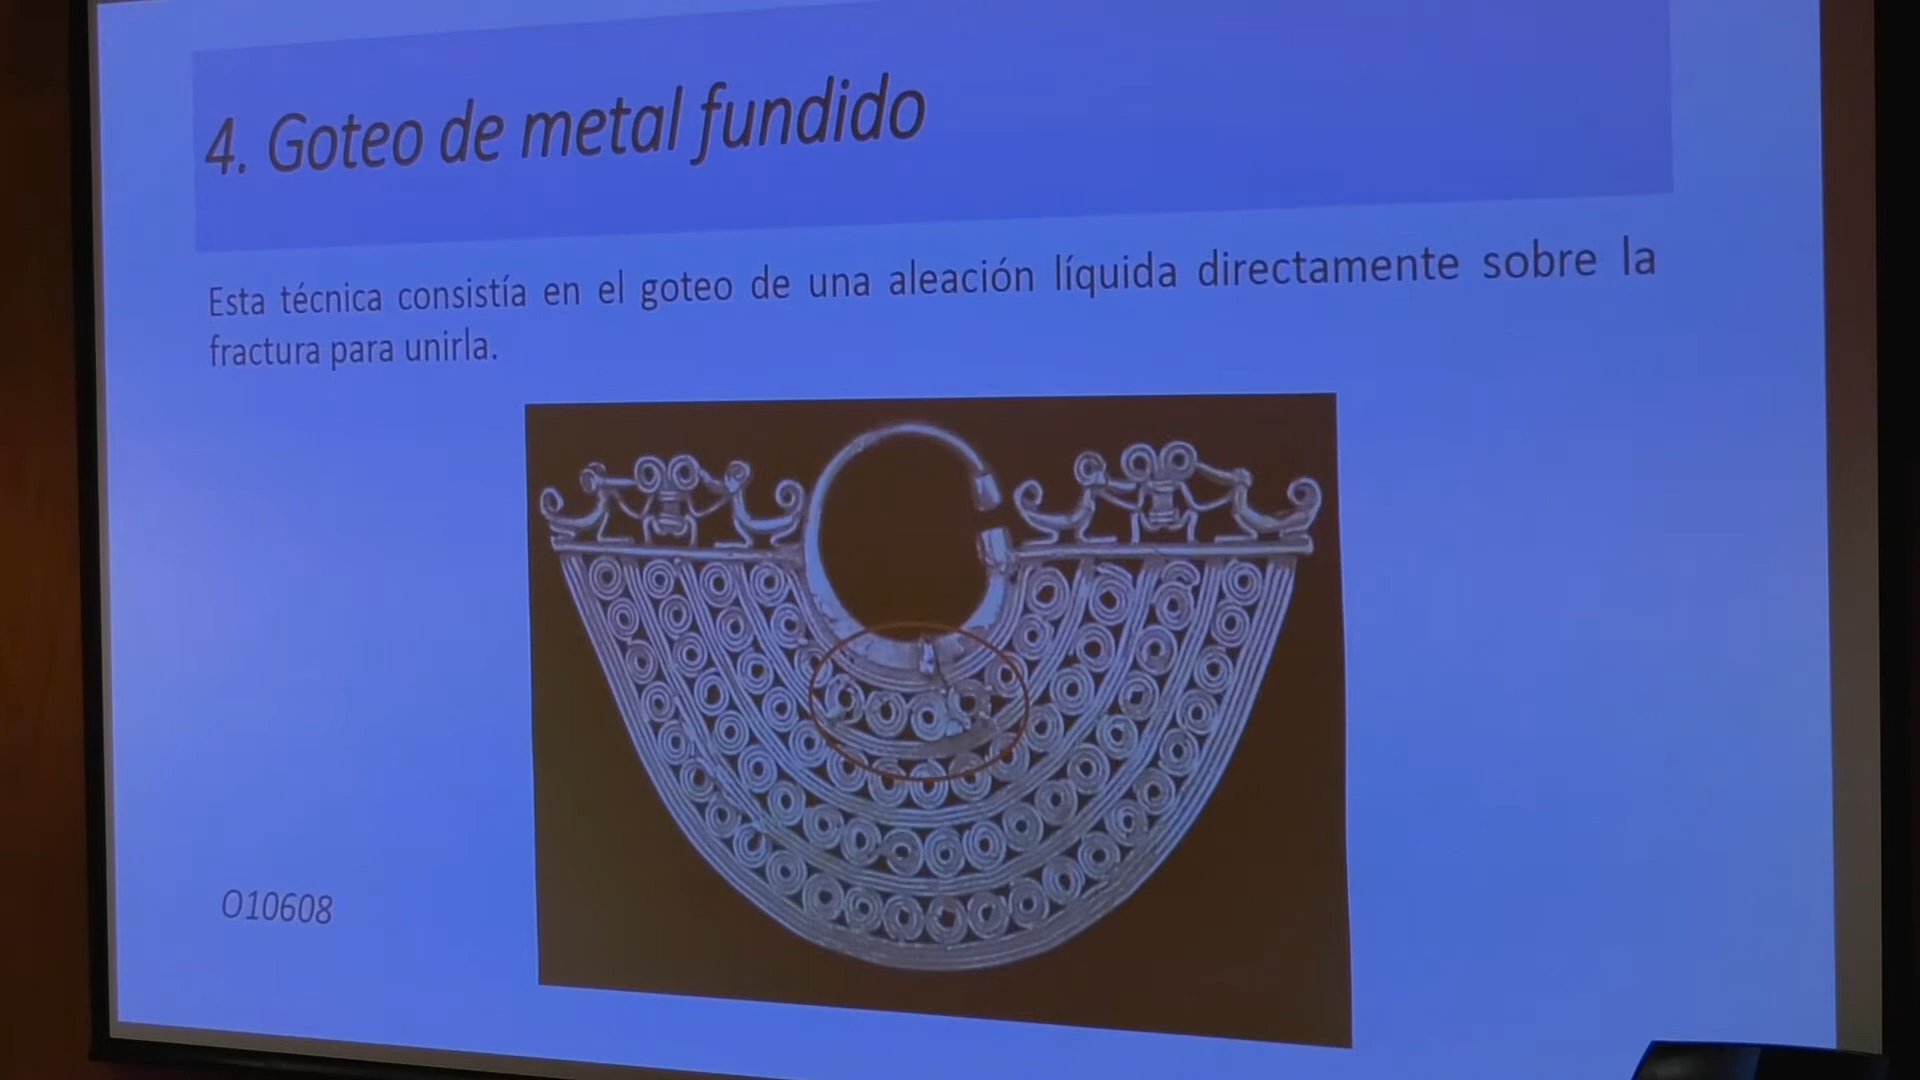 4. Goteo de metal fundido
Esta técnica consistía en el goteo de una aleación líquida directamente sobre la
fractura para unirla.
O10608